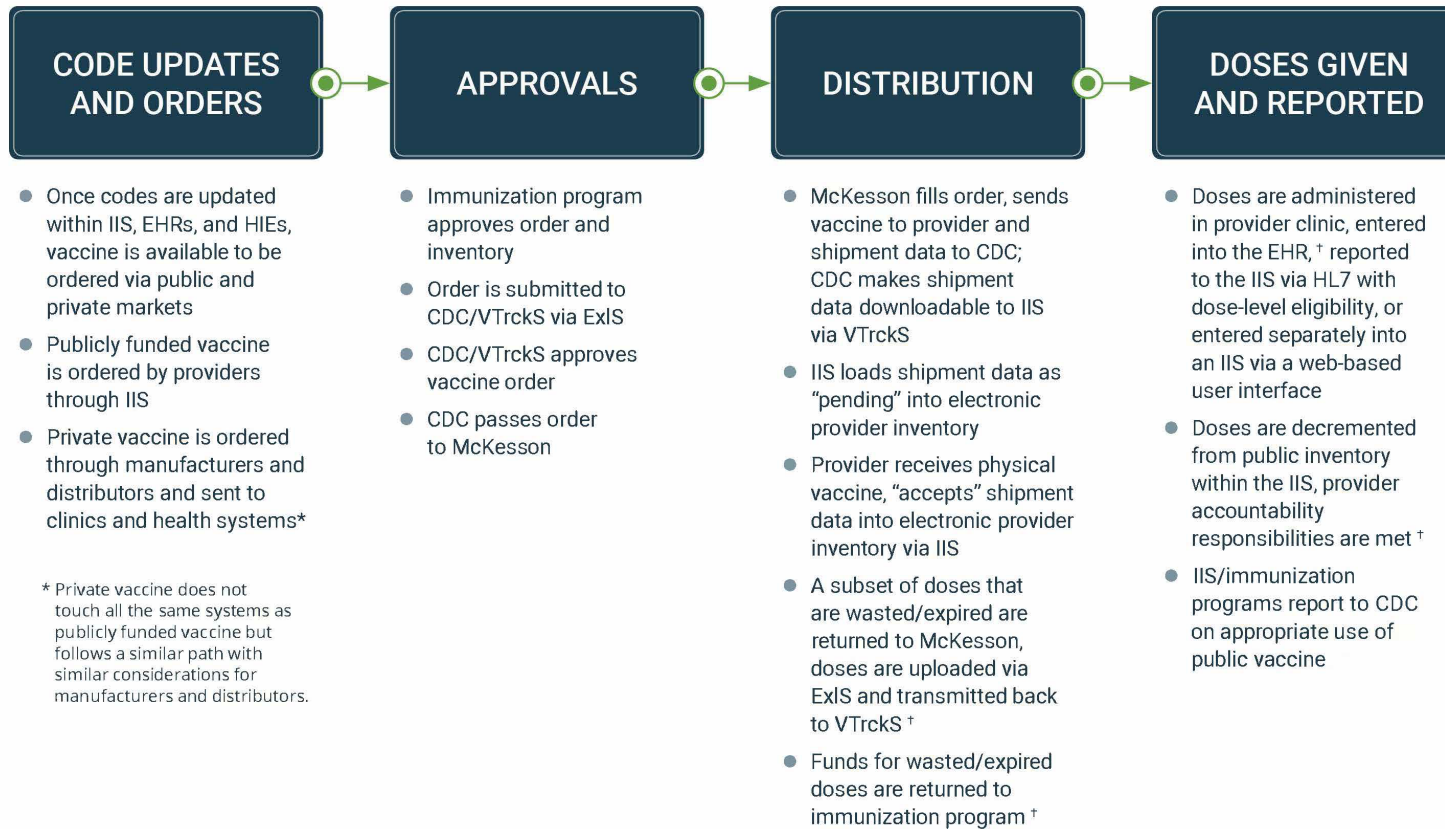 CODE UPDATES
AND ORDERS
APPROVALS
DISTRIBUTION
DOSES GIVEN
AND REPORTED
● Once codes are updated
within IIS, EHRs, and HIEs,
vaccine is available to be
ordered via public and
private markets
● Publicly funded vaccine
is ordered by providers
through IIS
● Private vaccine is ordered
through manufacturers and
distributors and sent to
clinics and health systems*
* Private vaccine does not
touch all the same systems as
publicly funded vaccine but
follows a similar path with
similar considerations for
manufacturers and distributors.
● Immunization program
approves order and
inventory
● Order is submitted to
CDC/VTrckS via ExIS
● CDC/VTrckS approves
vaccine order
● CDC passes order
to McKesson
● McKesson fills order, sends
vaccine to provider and
shipment data to CDC;
CDC makes shipment
data downloadable to IIS
via VTrckS
● IIS loads shipment data as
“pending” into electronic
provider inventory
● Provider receives physical
vaccine, “accepts” shipment
data into electronic provider
inventory via IIS
● A subset of doses that
are wasted/expired are
returned to McKesson,
doses are uploaded via
ExIS and transmitted back
to VTrckS †
● Funds for wasted/expired
doses are returned to
immunization program †
● Doses are administered
in provider clinic, entered
into the EHR, † reported
to the IIS via HL7 with
dose-level eligibility, or
entered separately into
an IIS via a web-based
user interface
● Doses are decremented
from public inventory
within the IIS, provider
accountability
responsibilities are met †
● IIS/immunization
programs report to CDC
on appropriate use of
public vaccine